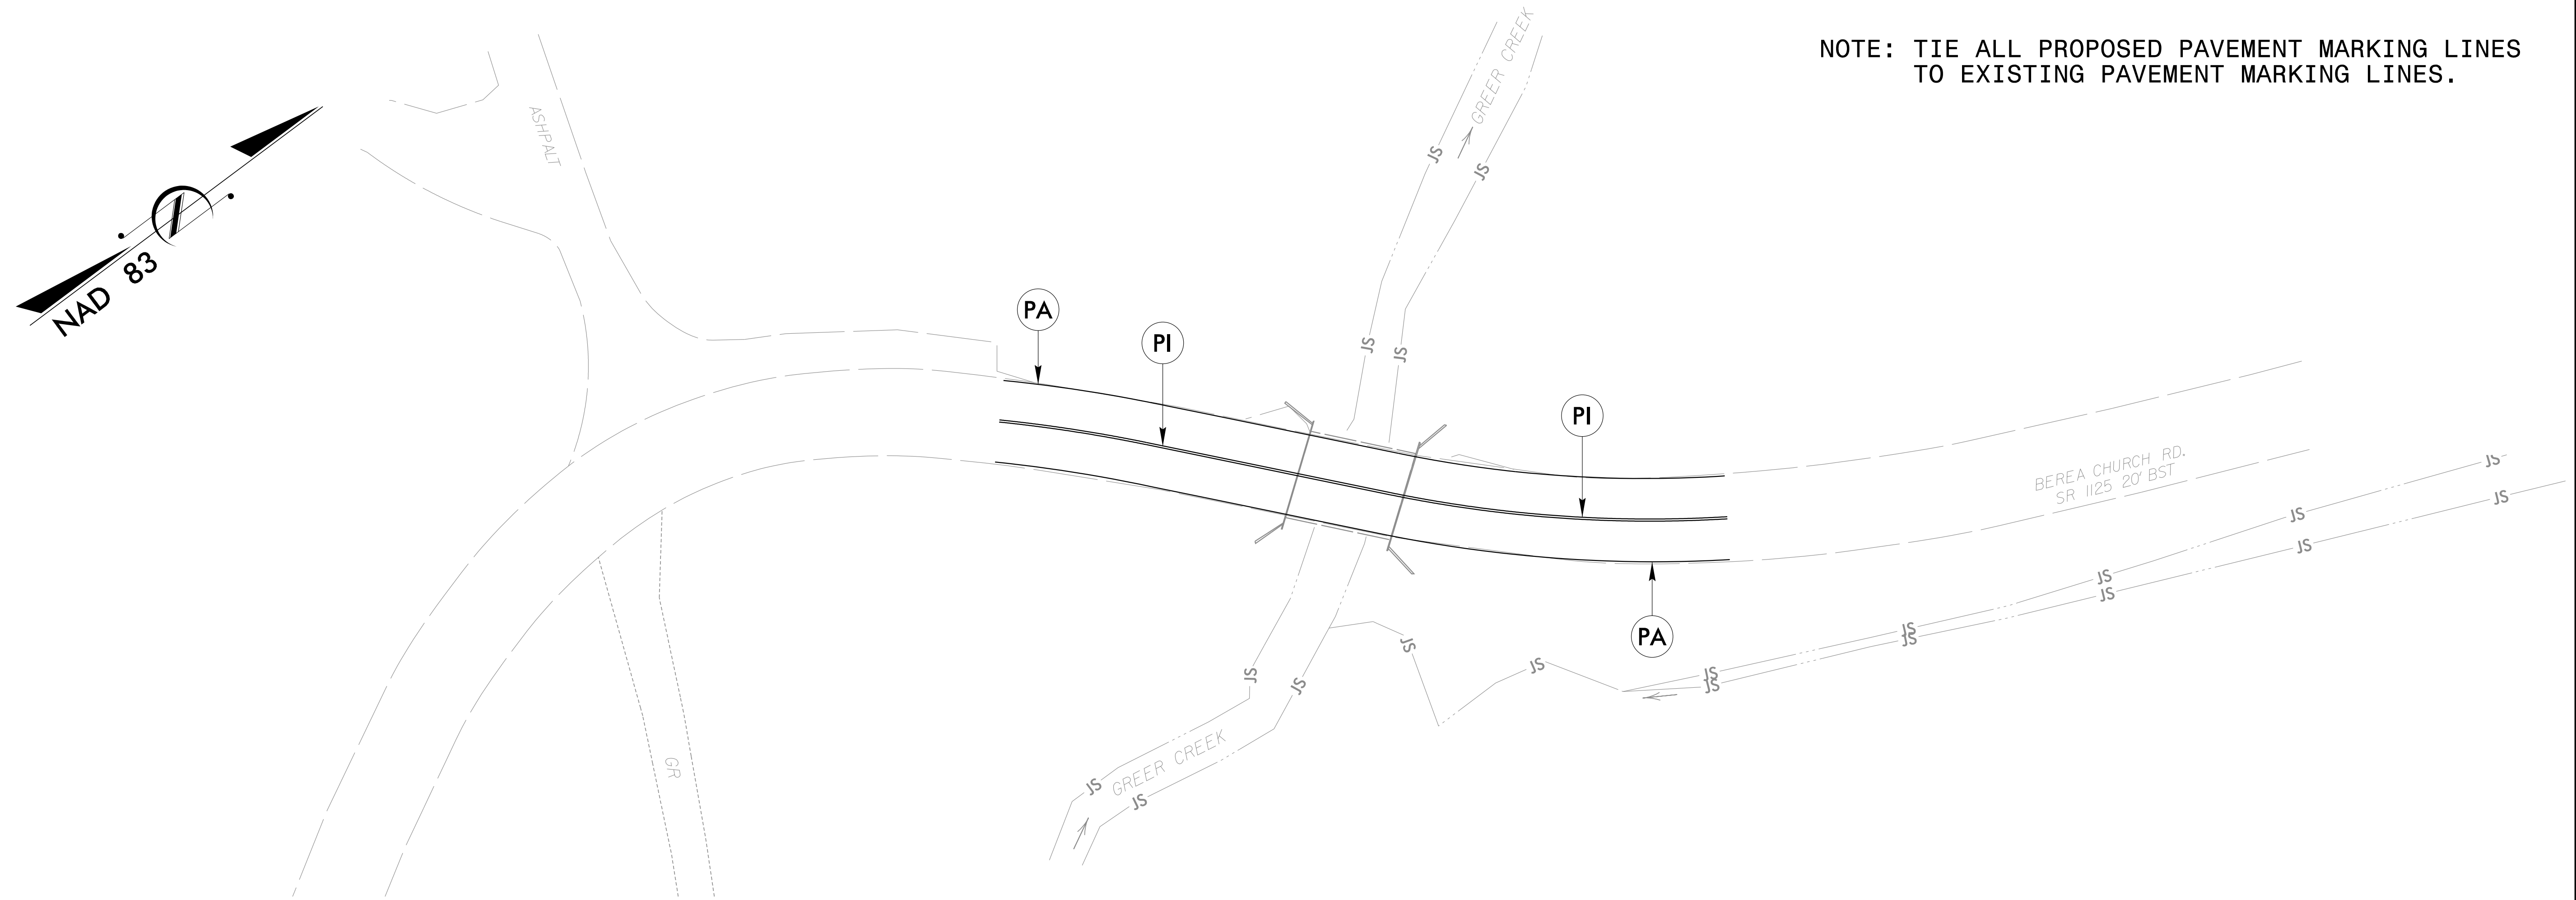 NOTE: TIE ALL PROPOSED PAVEMENT MARKING LINES
TO EXISTING PAVEMENT MARKING LINES.
GREER CREEK
ASHPALT
JS
JS
NAD 83
PA
PI
JS
JS
PI
BEREA CHURCH RD.
SR 1125 20' BST
JS
JS
JS
JS
JS
JS
JS
JS
PA
JS
JS
JS
JS
JS
JS
GR
GREER CREEK
JS
JS